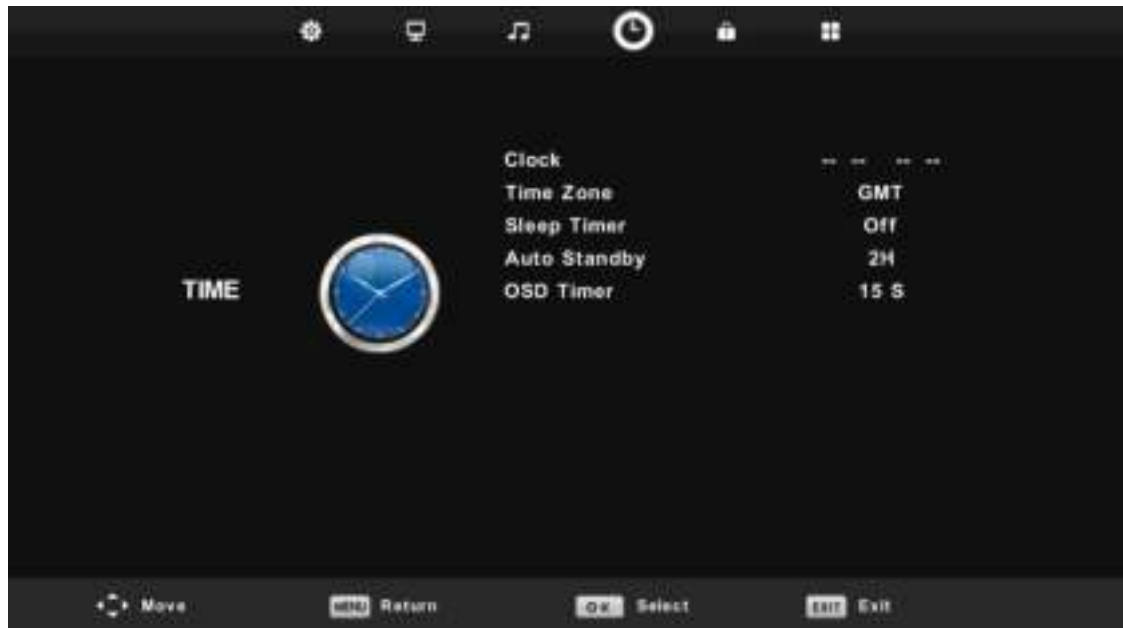 Clock -- -- -- --
Time Zone GMT
Sleep Timer Off
Auto Standby 2H
TIME
OSD Timer 15 S
Move MENU Return OK Select EXIT Exit